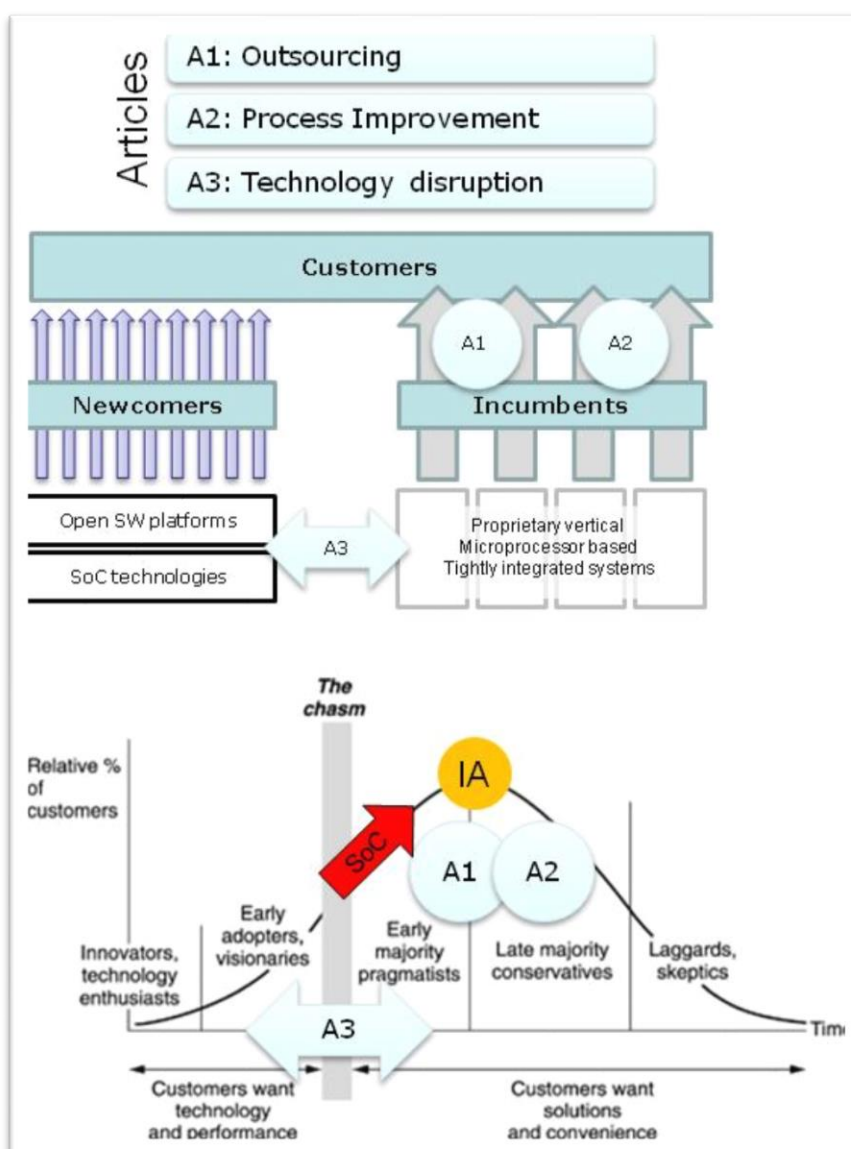 Articles
A1: Outsourcing
A2: Process Improvement
A3: Technology disruption
Customers
A1
A2
Newcomers
Incumbents
Open SW platforms
SoC technologies
A3
Proprietary vertical
Microprocessor based
Tightly integrated systems
The
chasm
Relative %
of
customers
IA
SoC
A1
A2
Innovators,
technology
enthusiasts
Early
adopters,
visionaries
Early
majority
pragmatists
Late majority
conservatives
Laggards,
skeptics
A3
Customers want
technology
and performance
Customers want
solutions
and convenience